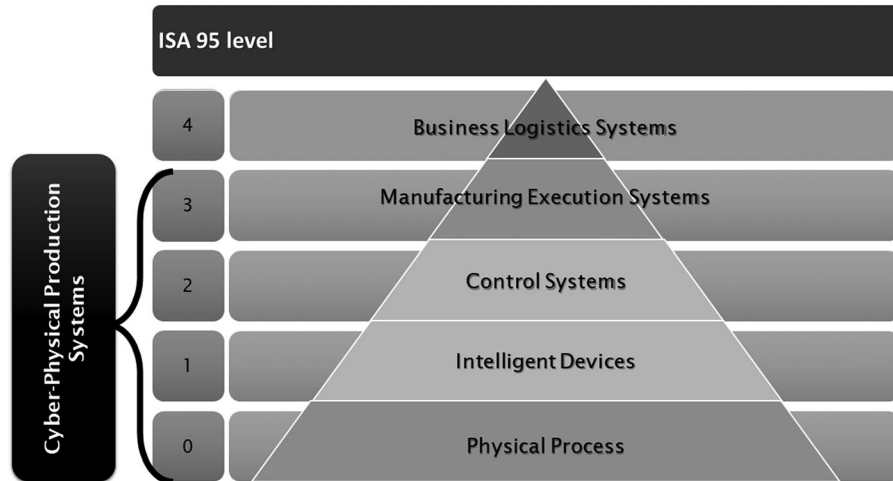 ISA 95 level
4
Business Logistics Systems
3
Manufacturing Execution Systems
2
Control Systems
1
Intelligent Devices
0
Physical Process
Cyber-Physical Production
Systems